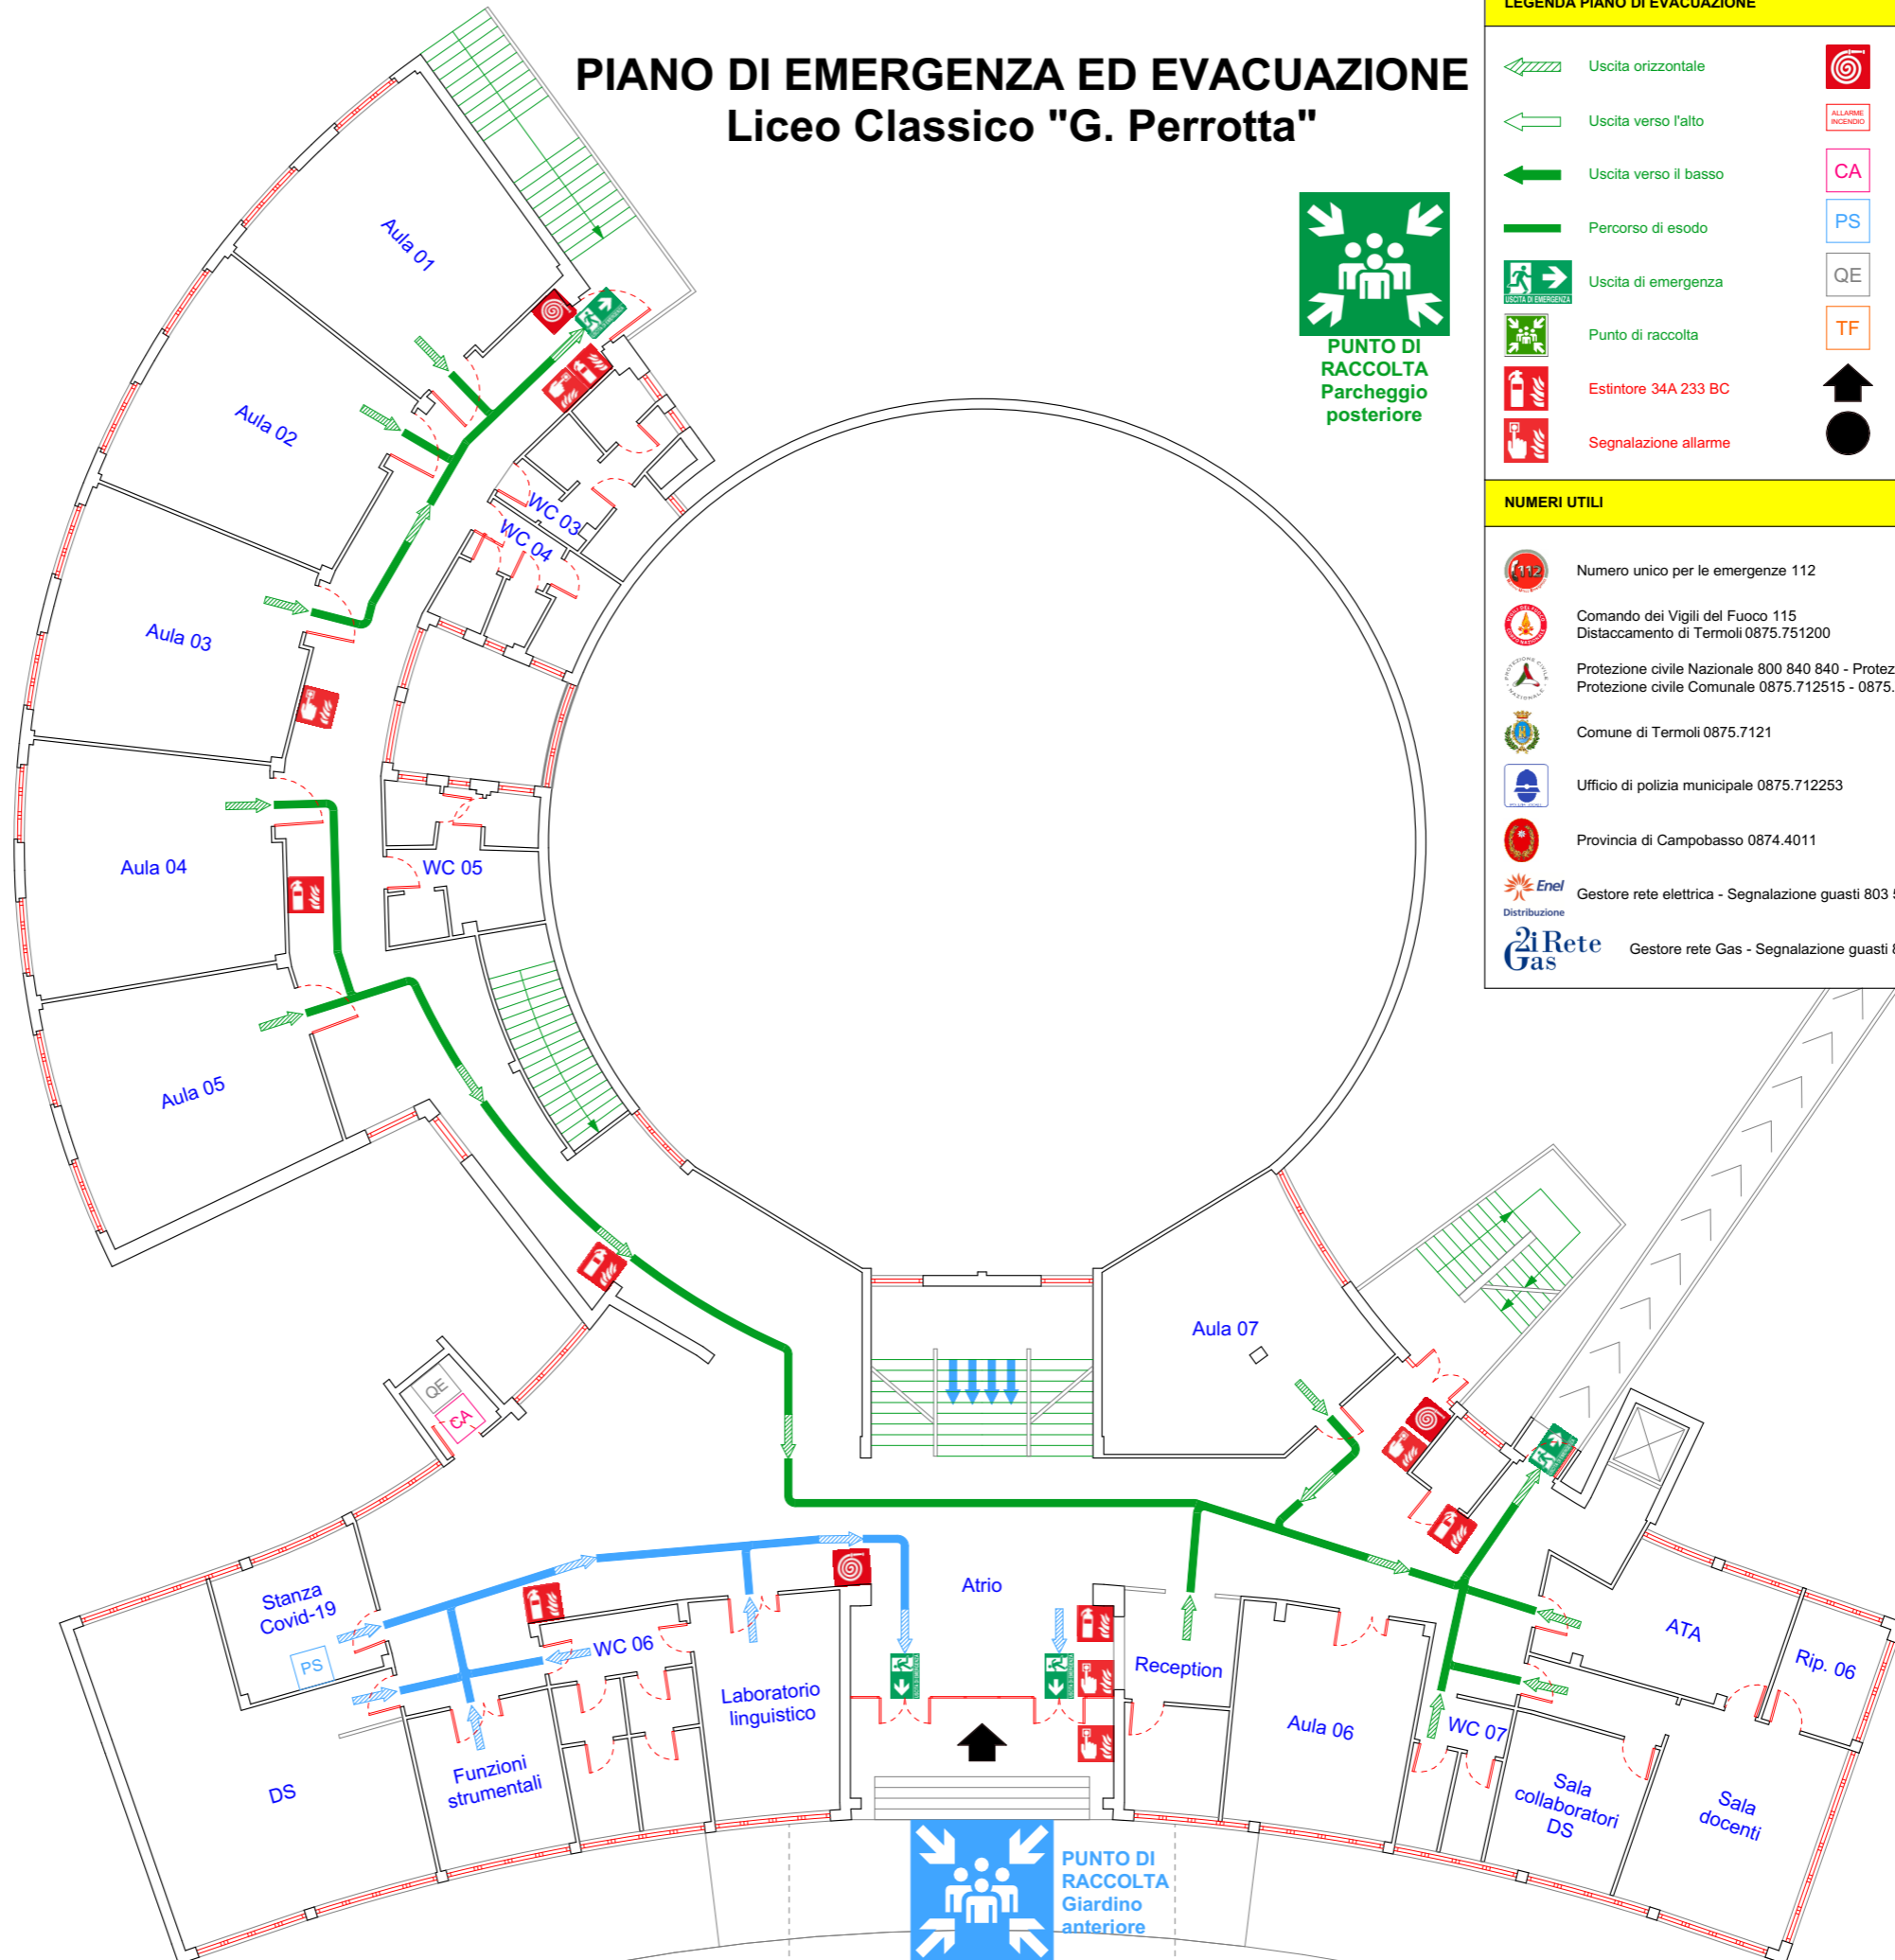 PIANO DI EMERGENZA ED EVACUAZIONE
Liceo Classico "G. Perrotta"
LEGENDA PIANO DI EVACUAZIONE
Uscita orizzontale
Uscita verso l'alto
ALLARME
INCENDIO
Uscita verso il basso
CA
Percorso di esodo
PS
USCITA DI EMERGENZA
Uscita di emergenza
QE
Punto di raccolta
TF
Estintore 34A 233 BC
Segnalazione allarme
NUMERI UTILI
112
Numero unico per le emergenze 112
Comando dei Vigili del Fuoco 115
Distaccamento di Termoli 0875.751200
Protezione civile Nazionale 800 840 840 - Protez
Protezione civile Comunale 0875.712515 - 0875.
Comune di Termoli 0875.7121
Ufficio di polizia municipale 0875.712253
Provincia di Campobasso 0874.4011
Enel
Distribuzione
Gestore rete elettrica - Segnalazione guasti 803 5
2i Rete
Gas
Gestore rete Gas - Segnalazione guasti 8
PUNTO DI
RACCOLTA
Parcheggio
posteriore
Aula 01
Aula 02
WC 03
WC 04
Aula 03
Aula 04
WC 05
Aula 05
Aula 07
QE
CA
Stanza
Covid-19
PS
WC 06
Atrio
Laboratorio
linguistico
Reception
Aula 06
ATA
Rip. 06
WC 07
DS
Funzioni
strumentali
Sala
collaboratori
DS
Sala
docenti
PUNTO DI
RACCOLTA
Giardino
anteriore